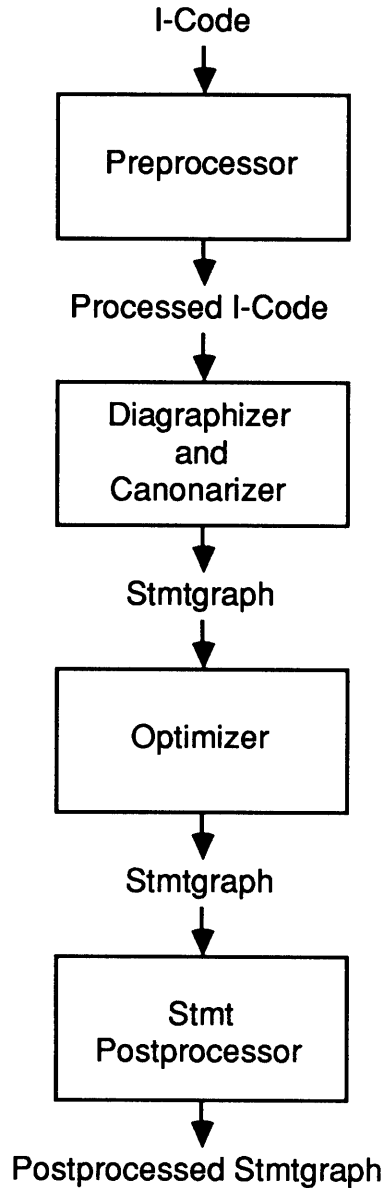 I-Code
Preprocessor
Processed I-Code
Diagraphizer
and
Canonarizer
Stmtgraph
Optimizer
Stmtgraph
Stmt
Postprocessor
Postprocessed Stmtgraph